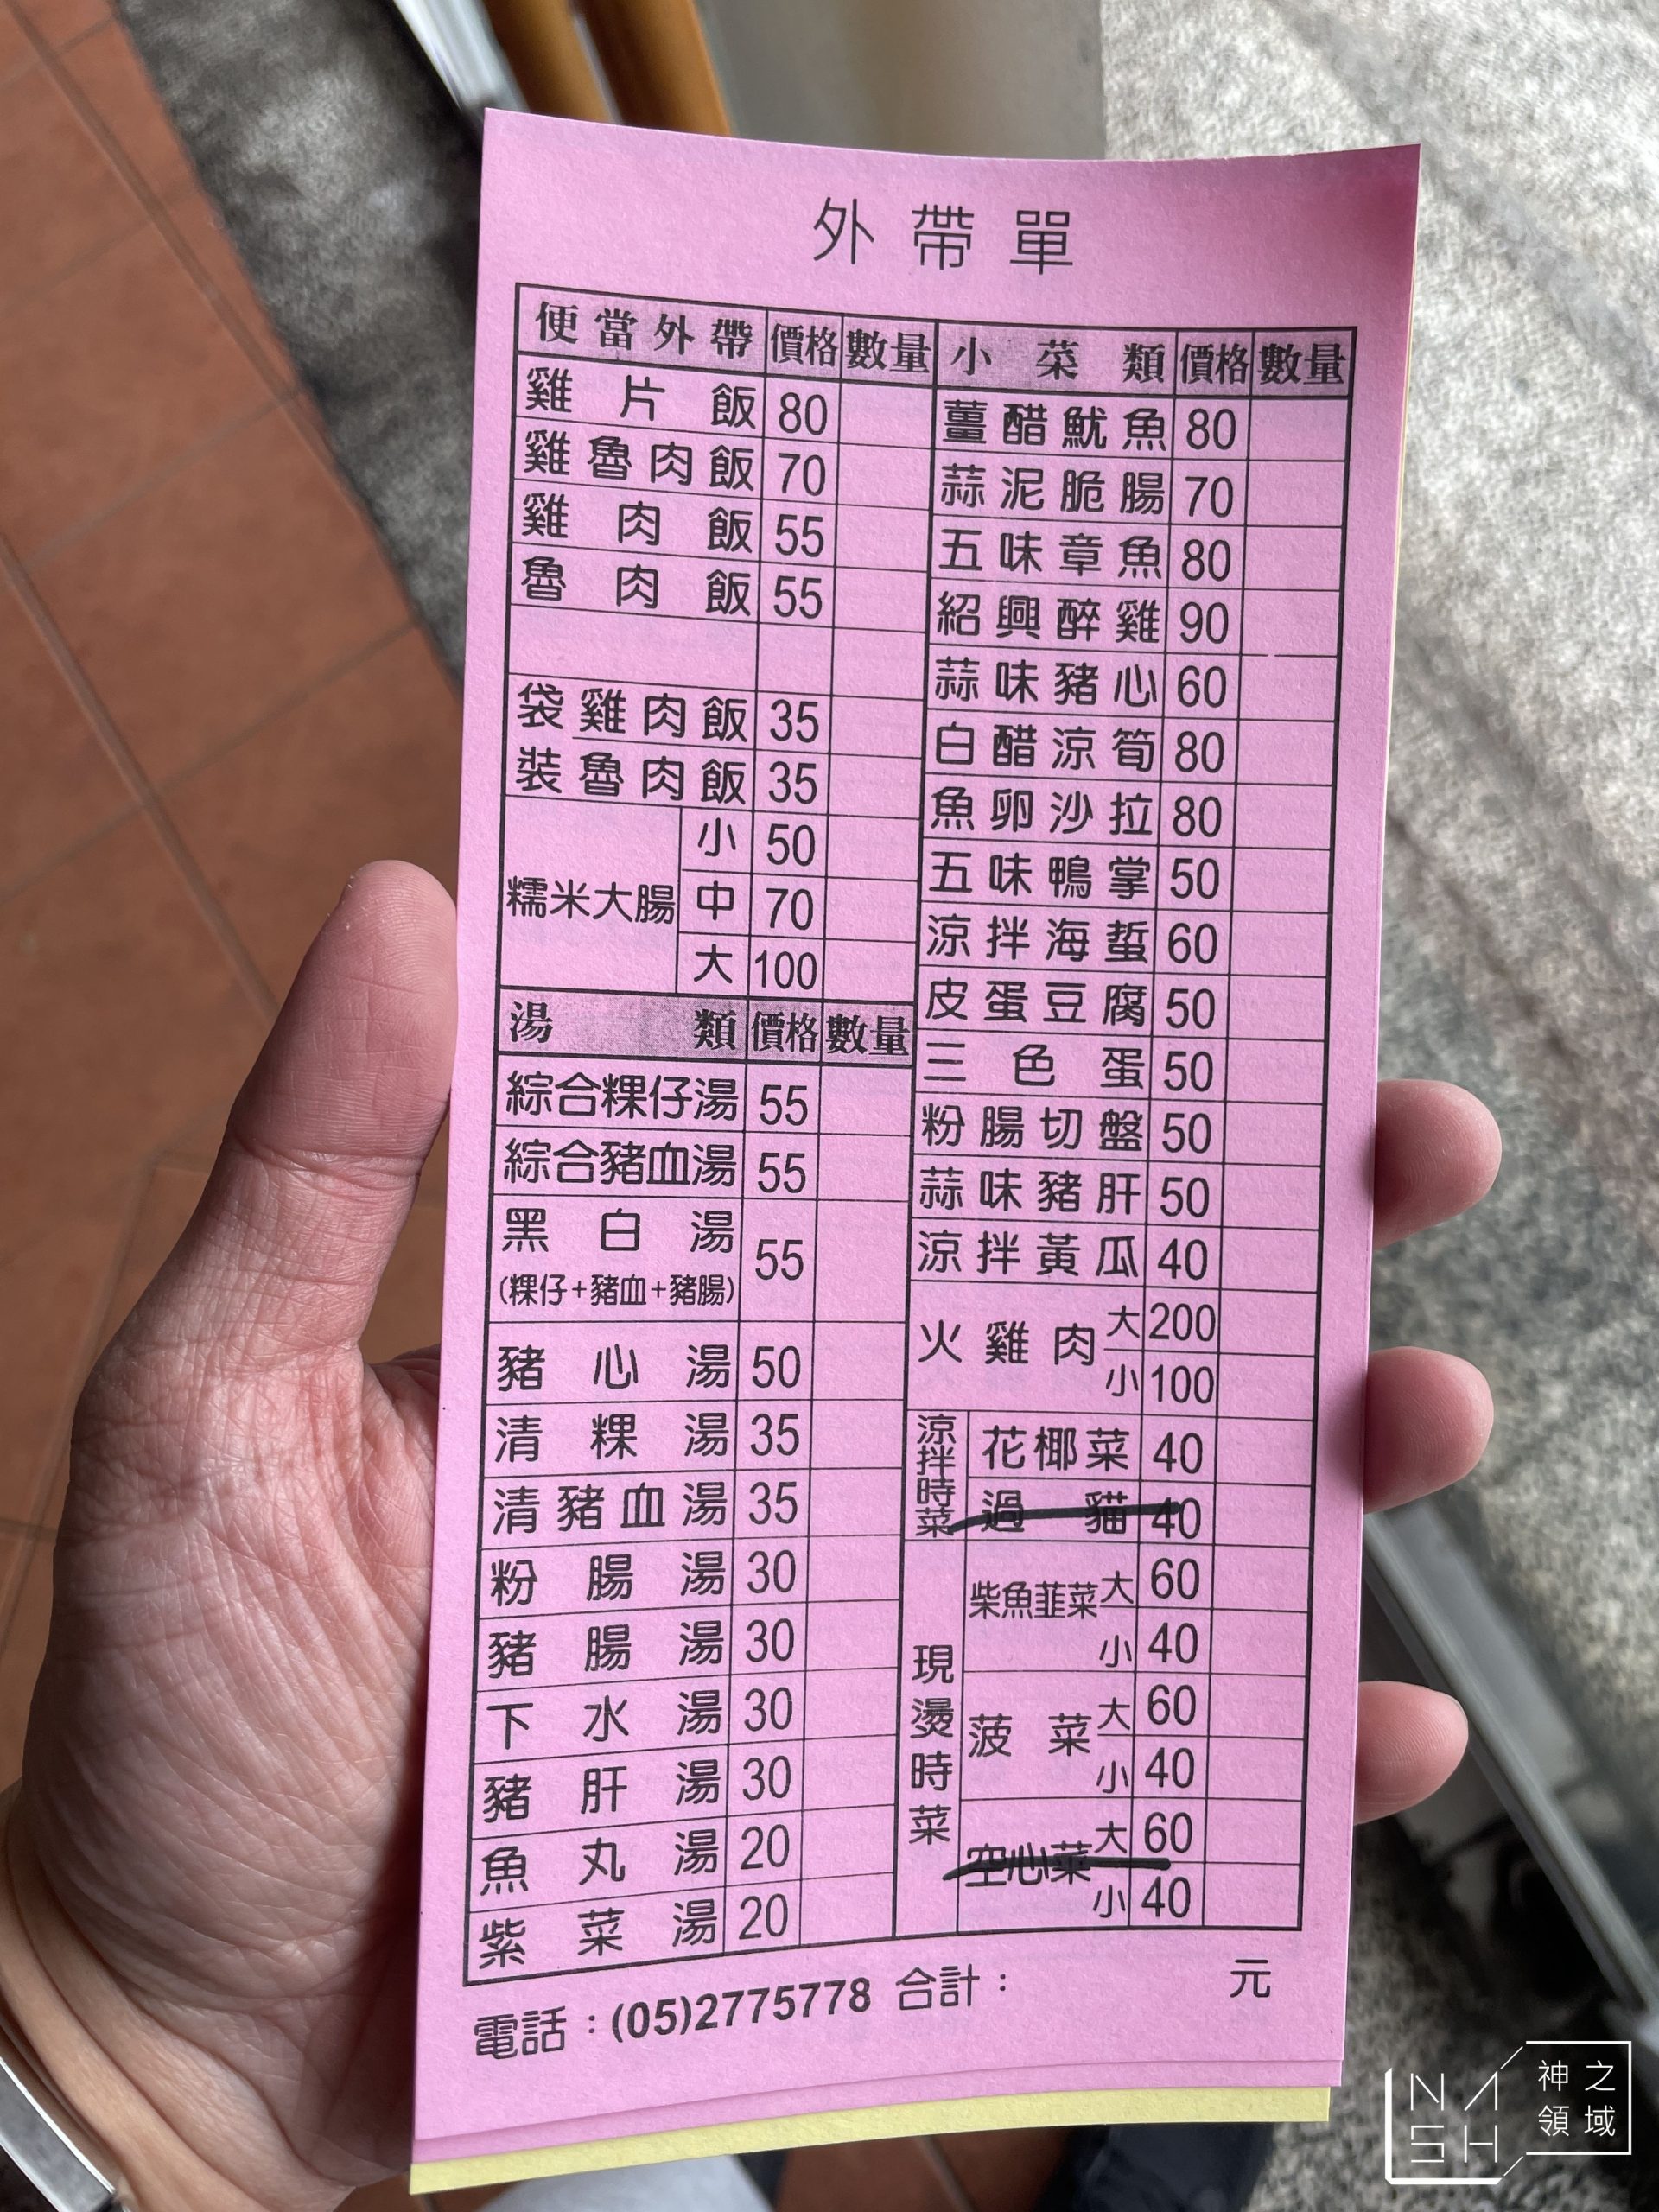 外帶單
便當外帶 價格 數量
雞片飯 80
雞魯肉飯 70
雞肉飯 55
魯肉飯 55
袋裝 雞肉飯 35
魯肉飯 35
糯米大腸 小 50
中 70
大 100
湯類 價格 數量
綜合粿仔湯 55
綜合豬血湯 55
黑白湯 55
(粿仔+豬血+豬腸)
豬心湯 50
清粿湯 35
清豬血湯 35
粉腸湯 30
豬腸湯 30
下水湯 30
豬肝湯 30
魚丸湯 20
紫菜湯 20
小菜類 價格 數量
薑醋魷魚 80
蒜泥脆腸 70
五味章魚 80
紹興醉雞 90
蒜味豬心 60
白醋涼筍 80
魚卵沙拉 80
五味鴨掌 50
涼拌海蜇 60
皮蛋豆腐 50
三色蛋 50
粉腸切盤 50
蒜味豬肝 50
涼拌黃瓜 40
火雞肉 大 200
小 100
涼拌時菜 花椰菜 40
過貓 40
現燙時菜 柴魚韮菜 大 60
小 40
菠菜 大 60
小 40
空心菜 大 60
小 40
電話:(05)2775778 合計: 元
NASH
神之
領域